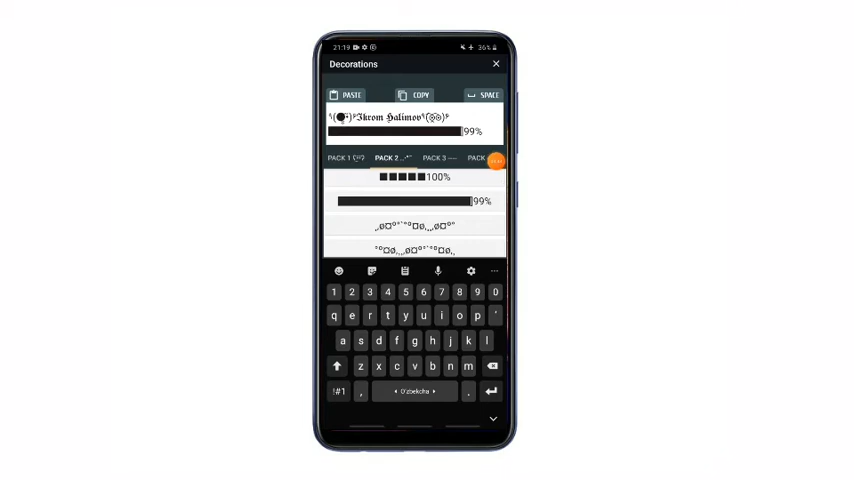 21:19 36%
Decorations ×
PASTE COPY SPACE
Ikrom Halimov
99%
PACK 1 PACK 2 PACK 3 PACK
■■■■■100%
99%
¸„ø¤º°¨°º¤ø„¸„ø¤º°
°º¤ø„¸„ø¤º°¨°º¤ø„¸
1 2 3 4 5 6 7 8 9 0
q e r t y u i o p ‘
a s d f g h j k l
z x c v b n m
!#1 , O‘zbekcha .